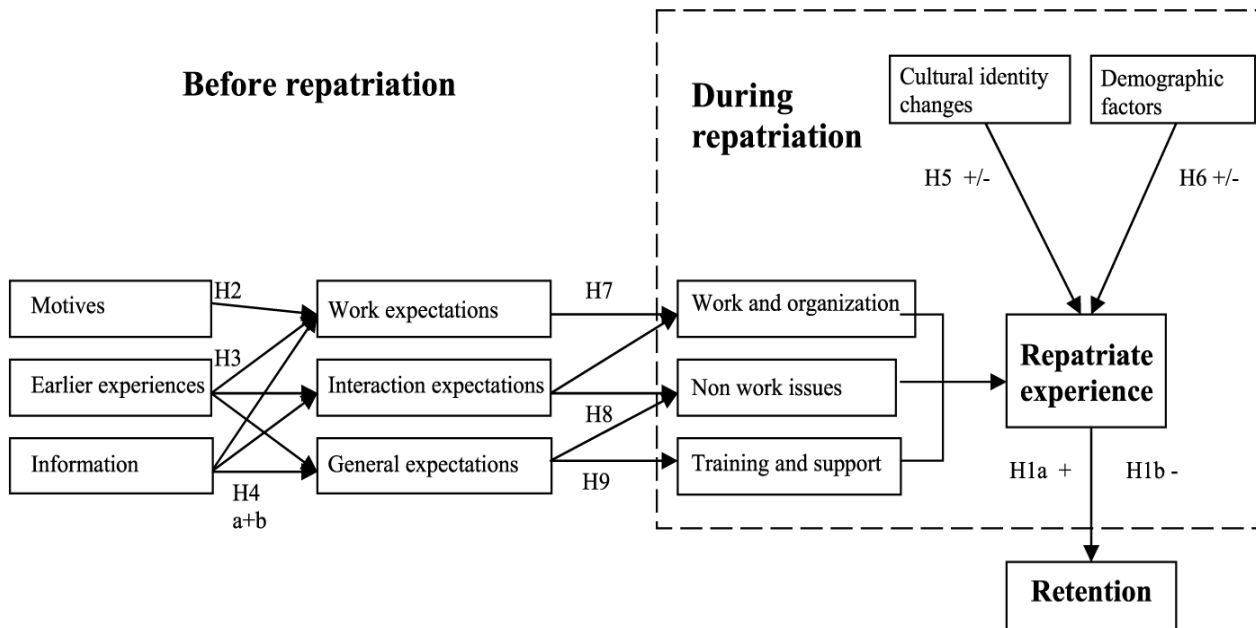 Before repatriation
During
repatriation
Cultural identity
changes
Demographic
factors
H5 +/-
H6 +/-
Motives
H2
Work expectations
H7
Work and organization
Earlier experiences
H3
Interaction expectations
H8
Non work issues
Repatriate
experience
Information
H4
a+b
General expectations
H9
Training and support
H1a +
H1b -
Retention